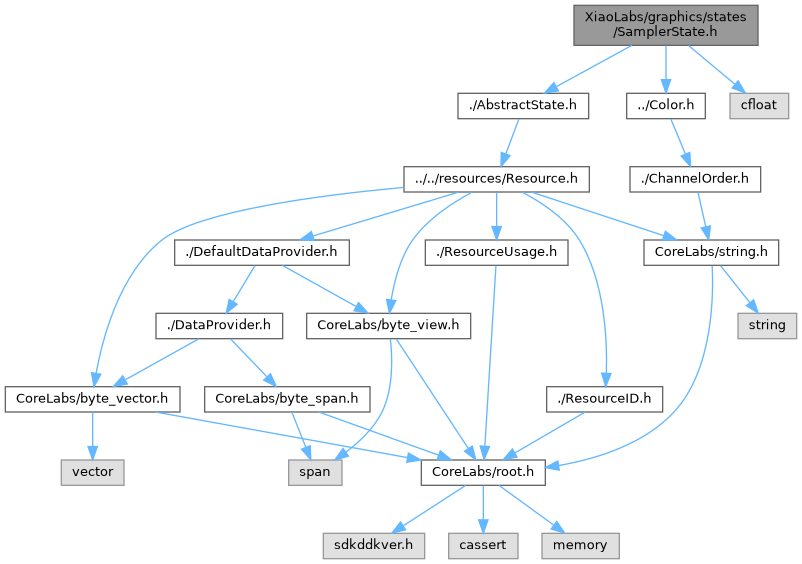 XiaoLabs/graphics/states
/SamplerState.h
./AbstractState.h
../Color.h
cfloat
../../resources/Resource.h
./ChannelOrder.h
./DefaultDataProvider.h
./ResourceUsage.h
CoreLabs/string.h
./DataProvider.h
CoreLabs/byte_view.h
string
CoreLabs/byte_vector.h
CoreLabs/byte_span.h
./ResourceID.h
vector
span
CoreLabs/root.h
sdkddkver.h
cassert
memory